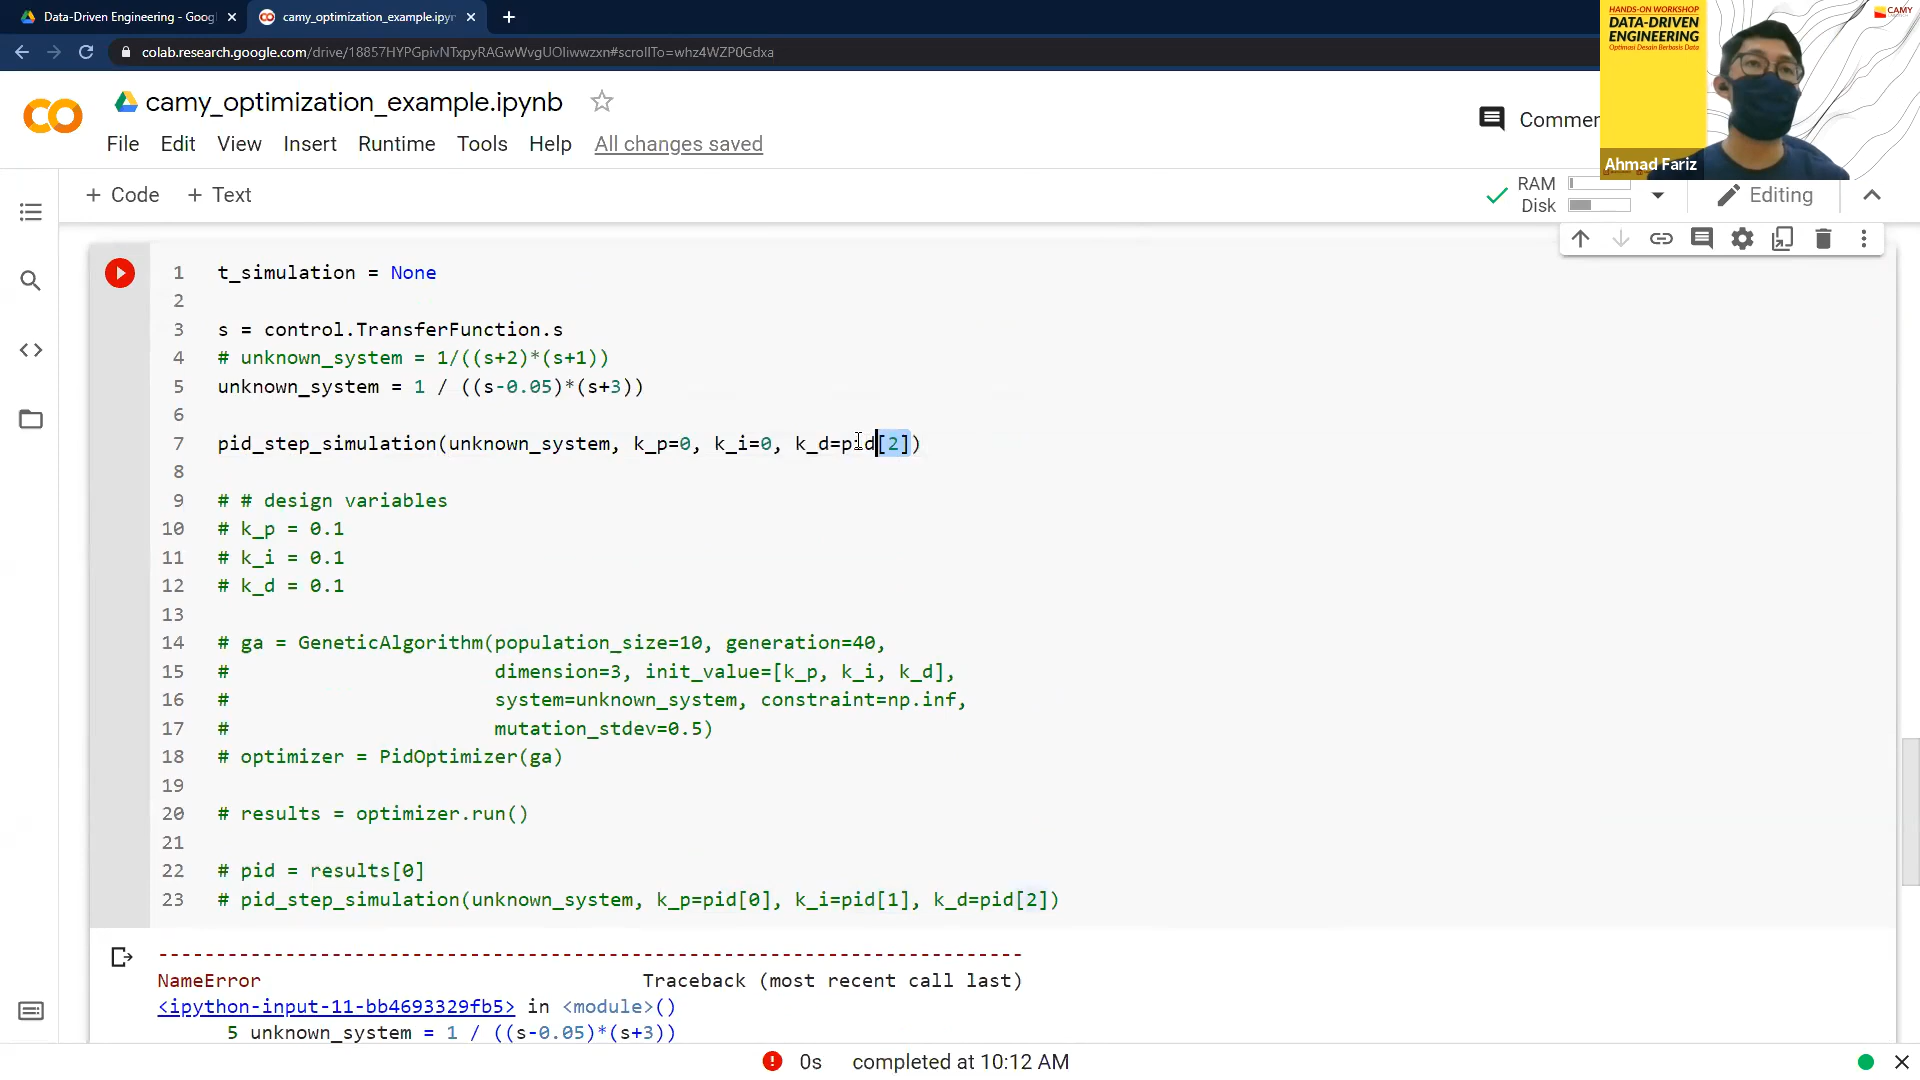 Data-Driven Engineering - Goog
camy_optimization_example.ipyn
colab.research.google.com/drive/18857HYPGpivNTxpyRAGwWvgUOIiwwzxn#scrollTo=whz4WZP0Gdxa
HANDS-ON WORKSHOP
DATA-DRIVEN
ENGINEERING
Optimasi Desain Berbasis Data
CAMY
Ahmad Fariz
camy_optimization_example.ipynb
File Edit View Insert Runtime Tools Help All changes saved
Commen
+ Code + Text
RAM
Disk
Editing
1 t_simulation = None
2
3 s = control.TransferFunction.s
4 # unknown_system = 1/((s+2)*(s+1))
5 unknown_system = 1 / ((s-0.05)*(s+3))
6
7 pid_step_simulation(unknown_system, k_p=0, k_i=0, k_d=pid[2])
8
9 # # design variables
10 # k_p = 0.1
11 # k_i = 0.1
12 # k_d = 0.1
13
14 # ga = GeneticAlgorithm(population_size=10, generation=40,
15 # dimension=3, init_value=[k_p, k_i, k_d],
16 # system=unknown_system, constraint=np.inf,
17 # mutation_stdev=0.5)
18 # optimizer = PidOptimizer(ga)
19
20 # results = optimizer.run()
21
22 # pid = results[0]
23 # pid_step_simulation(unknown_system, k_p=pid[0], k_i=pid[1], k_d=pid[2])
---------------------------------------------------------------------------
NameError Traceback (most recent call last)
<ipython-input-11-bb4693329fb5> in <module>()
5 unknown_system = 1 / ((s-0.05)*(s+3))
0s completed at 10:12 AM